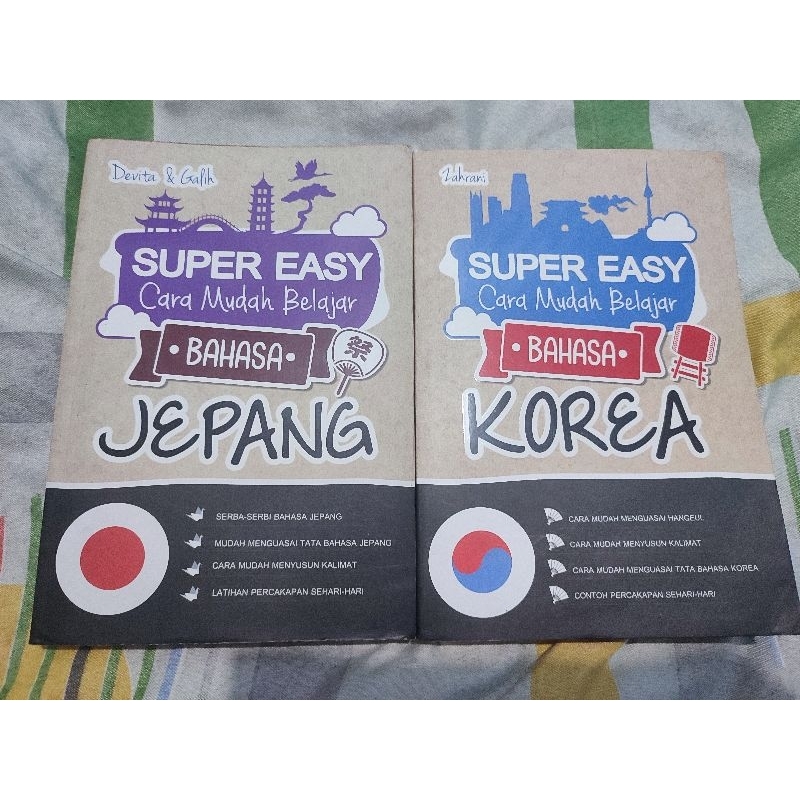 Devita & Galih
SUPER EASY
Cara Mudah Belajar
• BAHASA •
祭
JEPANG
SERBA-SERBI BAHASA JEPANG
MUDAH MENGUASAI TATA BAHASA JEPANG
CARA MUDAH MENYUSUN KALIMAT
LATIHAN PERCAKAPAN SEHARI-HARI
Zahrani
SUPER EASY
Cara Mudah Belajar
• BAHASA •
KOREA
CARA MUDAH MENGUASAI HANGEUL
CARA MUDAH MENYUSUN KALIMAT
CARA MUDAH MENGUASAI TATA BAHASA KOREA
CONTOH PERCAKAPAN SEHARI-HARI